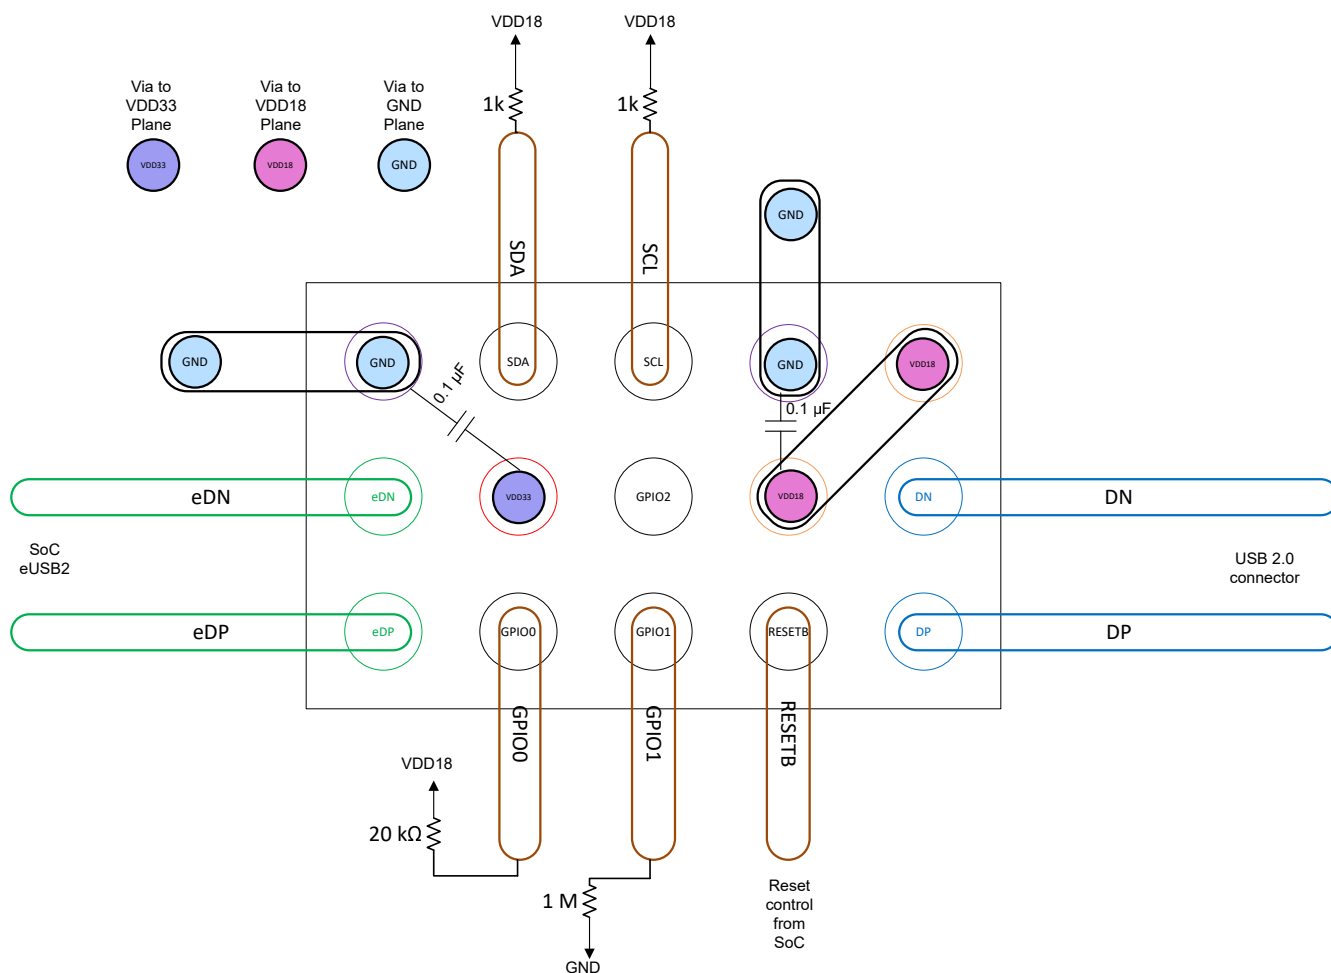 VDD18
VDD18
Via to
VDD33
Plane
Via to
VDD18
Plane
Via to
GND
Plane
1k
1k
VDD33
VDD18
GND
GND
SDA
SCL
GND
GND
SDA
SCL
GND
VDD18
0.1 µF
0.1 µF
eDN
eDN
VDD33
GPIO2
VDD18
DN
DN
SoC
eUSB2
USB 2.0
connector
eDP
eDP
GPIO0
GPIO1
RESETB
DP
DP
GPIO0
GPIO1
RESETB
VDD18
20 kΩ
1 M
GND
Reset
control
from
SoC